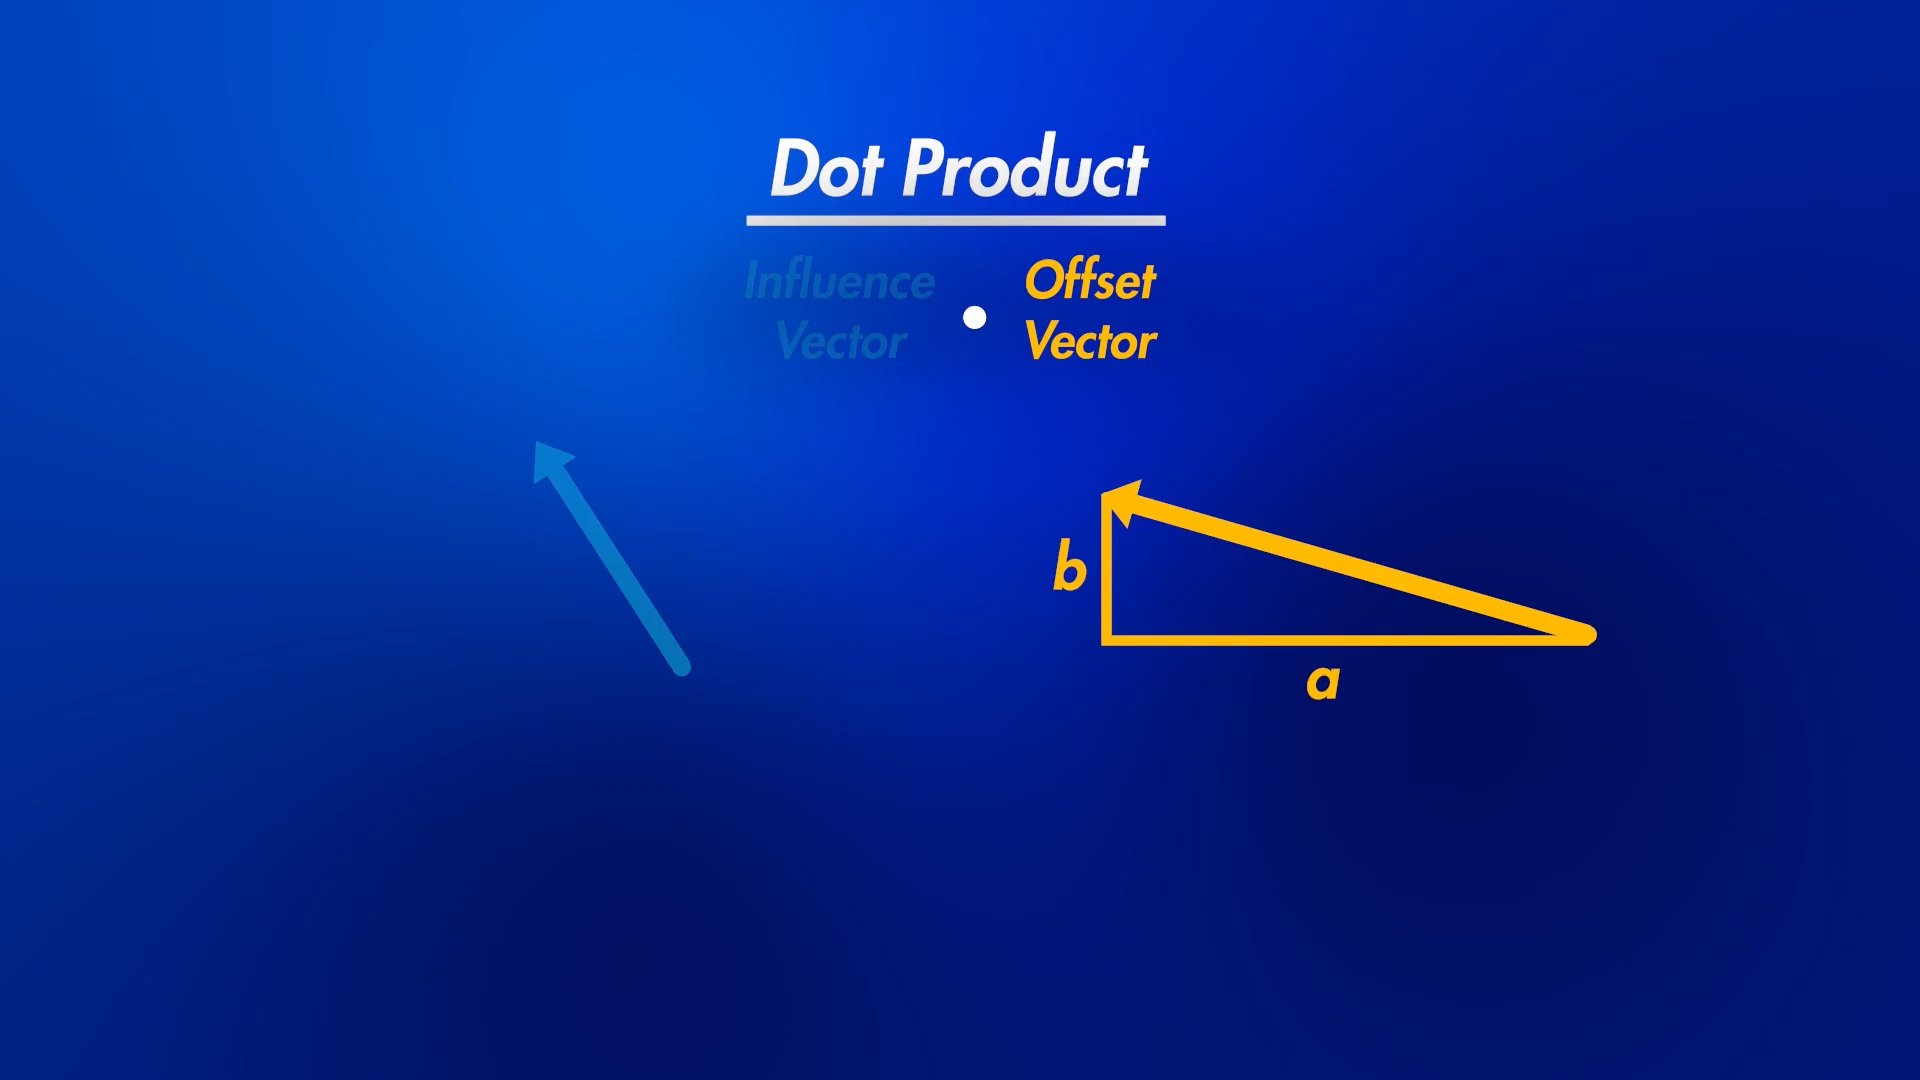 Dot Product
Influence
Vector
•
Offset
Vector
b
a